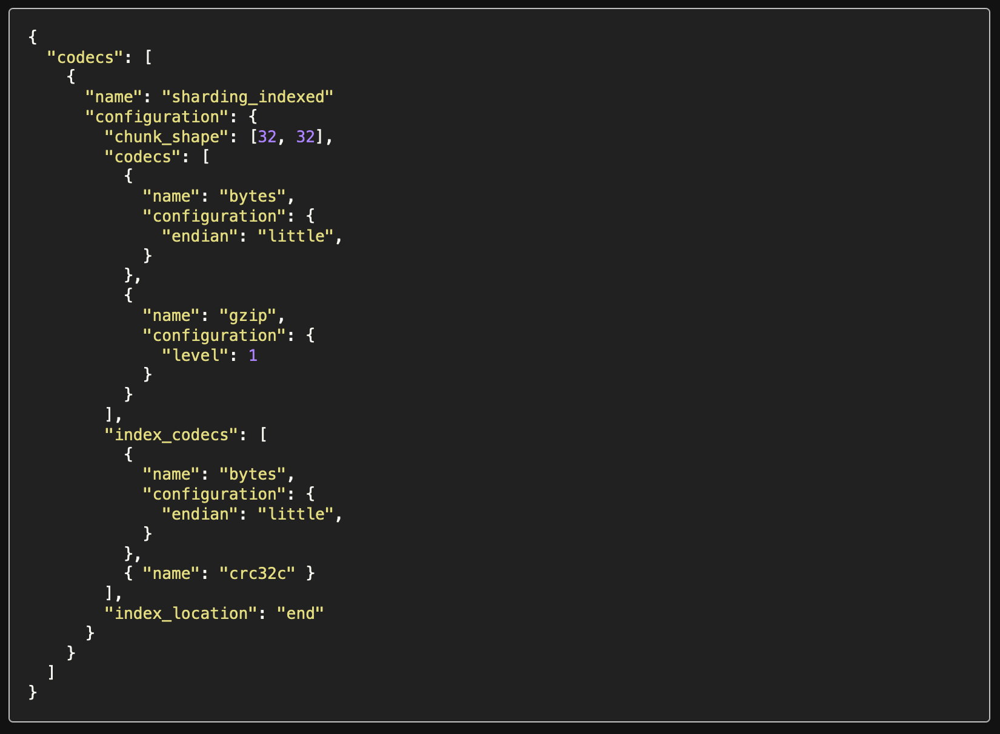 {
  "codecs": [
    {
      "name": "sharding_indexed"
      "configuration": {
        "chunk_shape": [32, 32],
        "codecs": [
          {
            "name": "bytes",
            "configuration": {
              "endian": "little",
            }
          },
          {
            "name": "gzip",
            "configuration": {
              "level": 1
            }
          }
        ],
        "index_codecs": [
          {
            "name": "bytes",
            "configuration": {
              "endian": "little",
            }
          },
          { "name": "crc32c" }
        ],
        "index_location": "end"
      }
    }
  ]
}